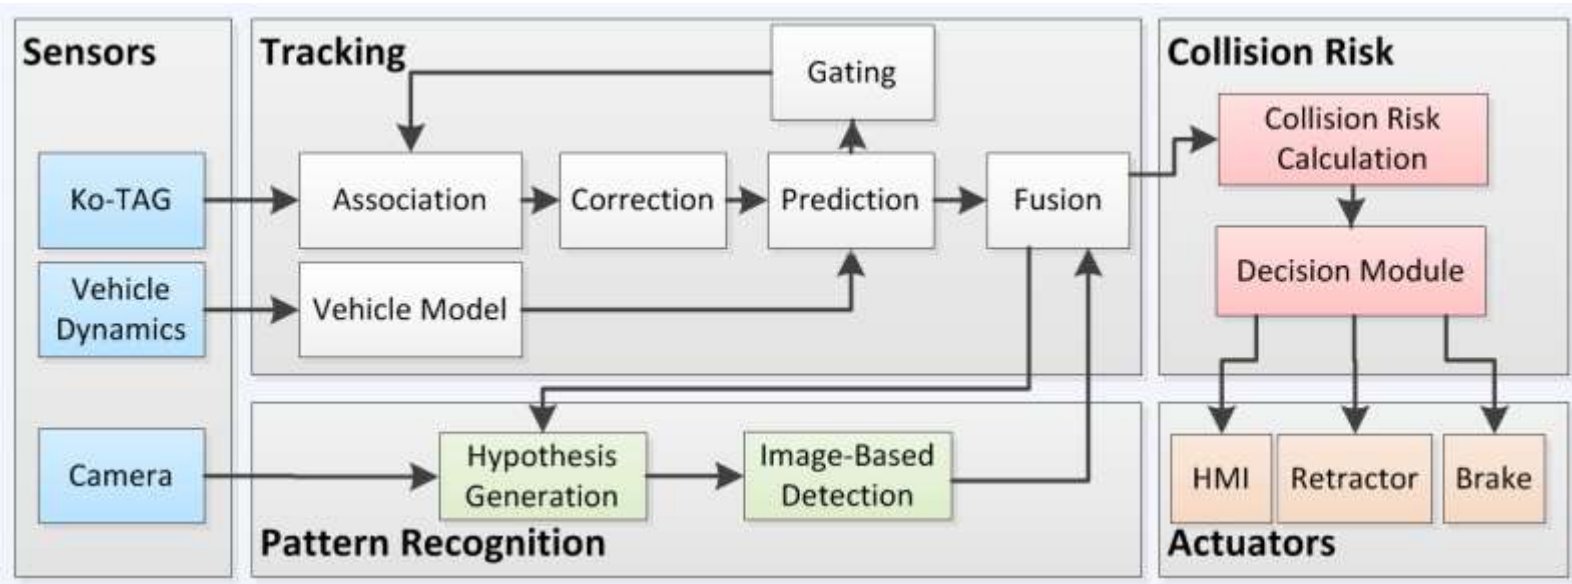 Sensors
Ko-TAG
Vehicle
Dynamics
Camera
Tracking
Gating
Association
Correction
Prediction
Fusion
Vehicle Model
Hypothesis
Generation
Image-Based
Detection
Pattern Recognition
Collision Risk
Collision Risk
Calculation
Decision Module
HMI
Retractor
Brake
Actuators